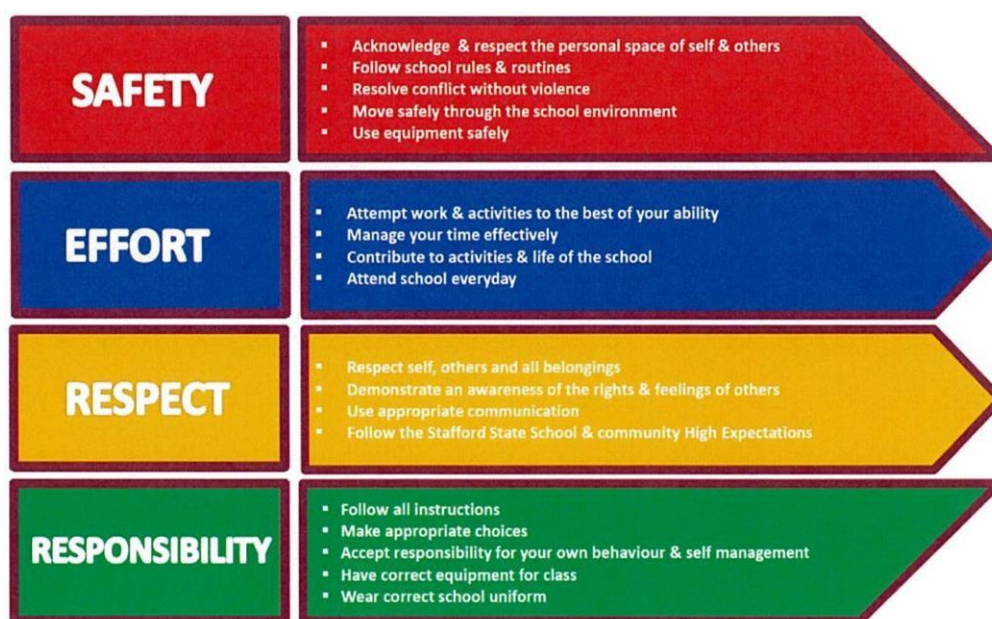 SAFETY
▪ Acknowledge & respect the personal space of self & others
▪ Follow school rules & routines
▪ Resolve conflict without violence
▪ Move safely through the school environment
▪ Use equipment safely
EFFORT
▪ Attempt work & activities to the best of your ability
▪ Manage your time effectively
▪ Contribute to activities & life of the school
▪ Attend school everyday
RESPECT
▪ Respect self, others and all belongings
▪ Demonstrate an awareness of the rights & feelings of others
▪ Use appropriate communication
▪ Follow the Stafford State School & community High Expectations
RESPONSIBILITY
▪ Follow all instructions
▪ Make appropriate choices
▪ Accept responsibility for your own behaviour & self management
▪ Have correct equipment for class
▪ Wear correct school uniform